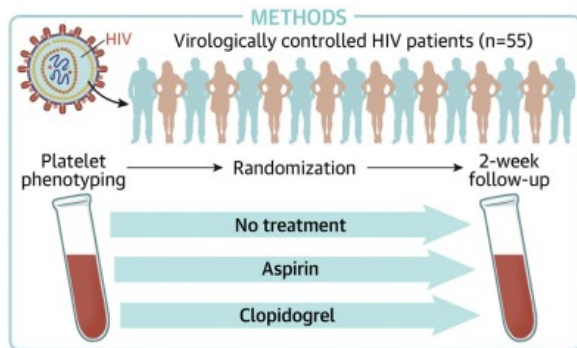 METHODS
HIV
Virologically controlled HIV patients (n=55)
Platelet
phenotyping
Randomization
2-week
follow-up
No treatment
Aspirin
Clopidogrel